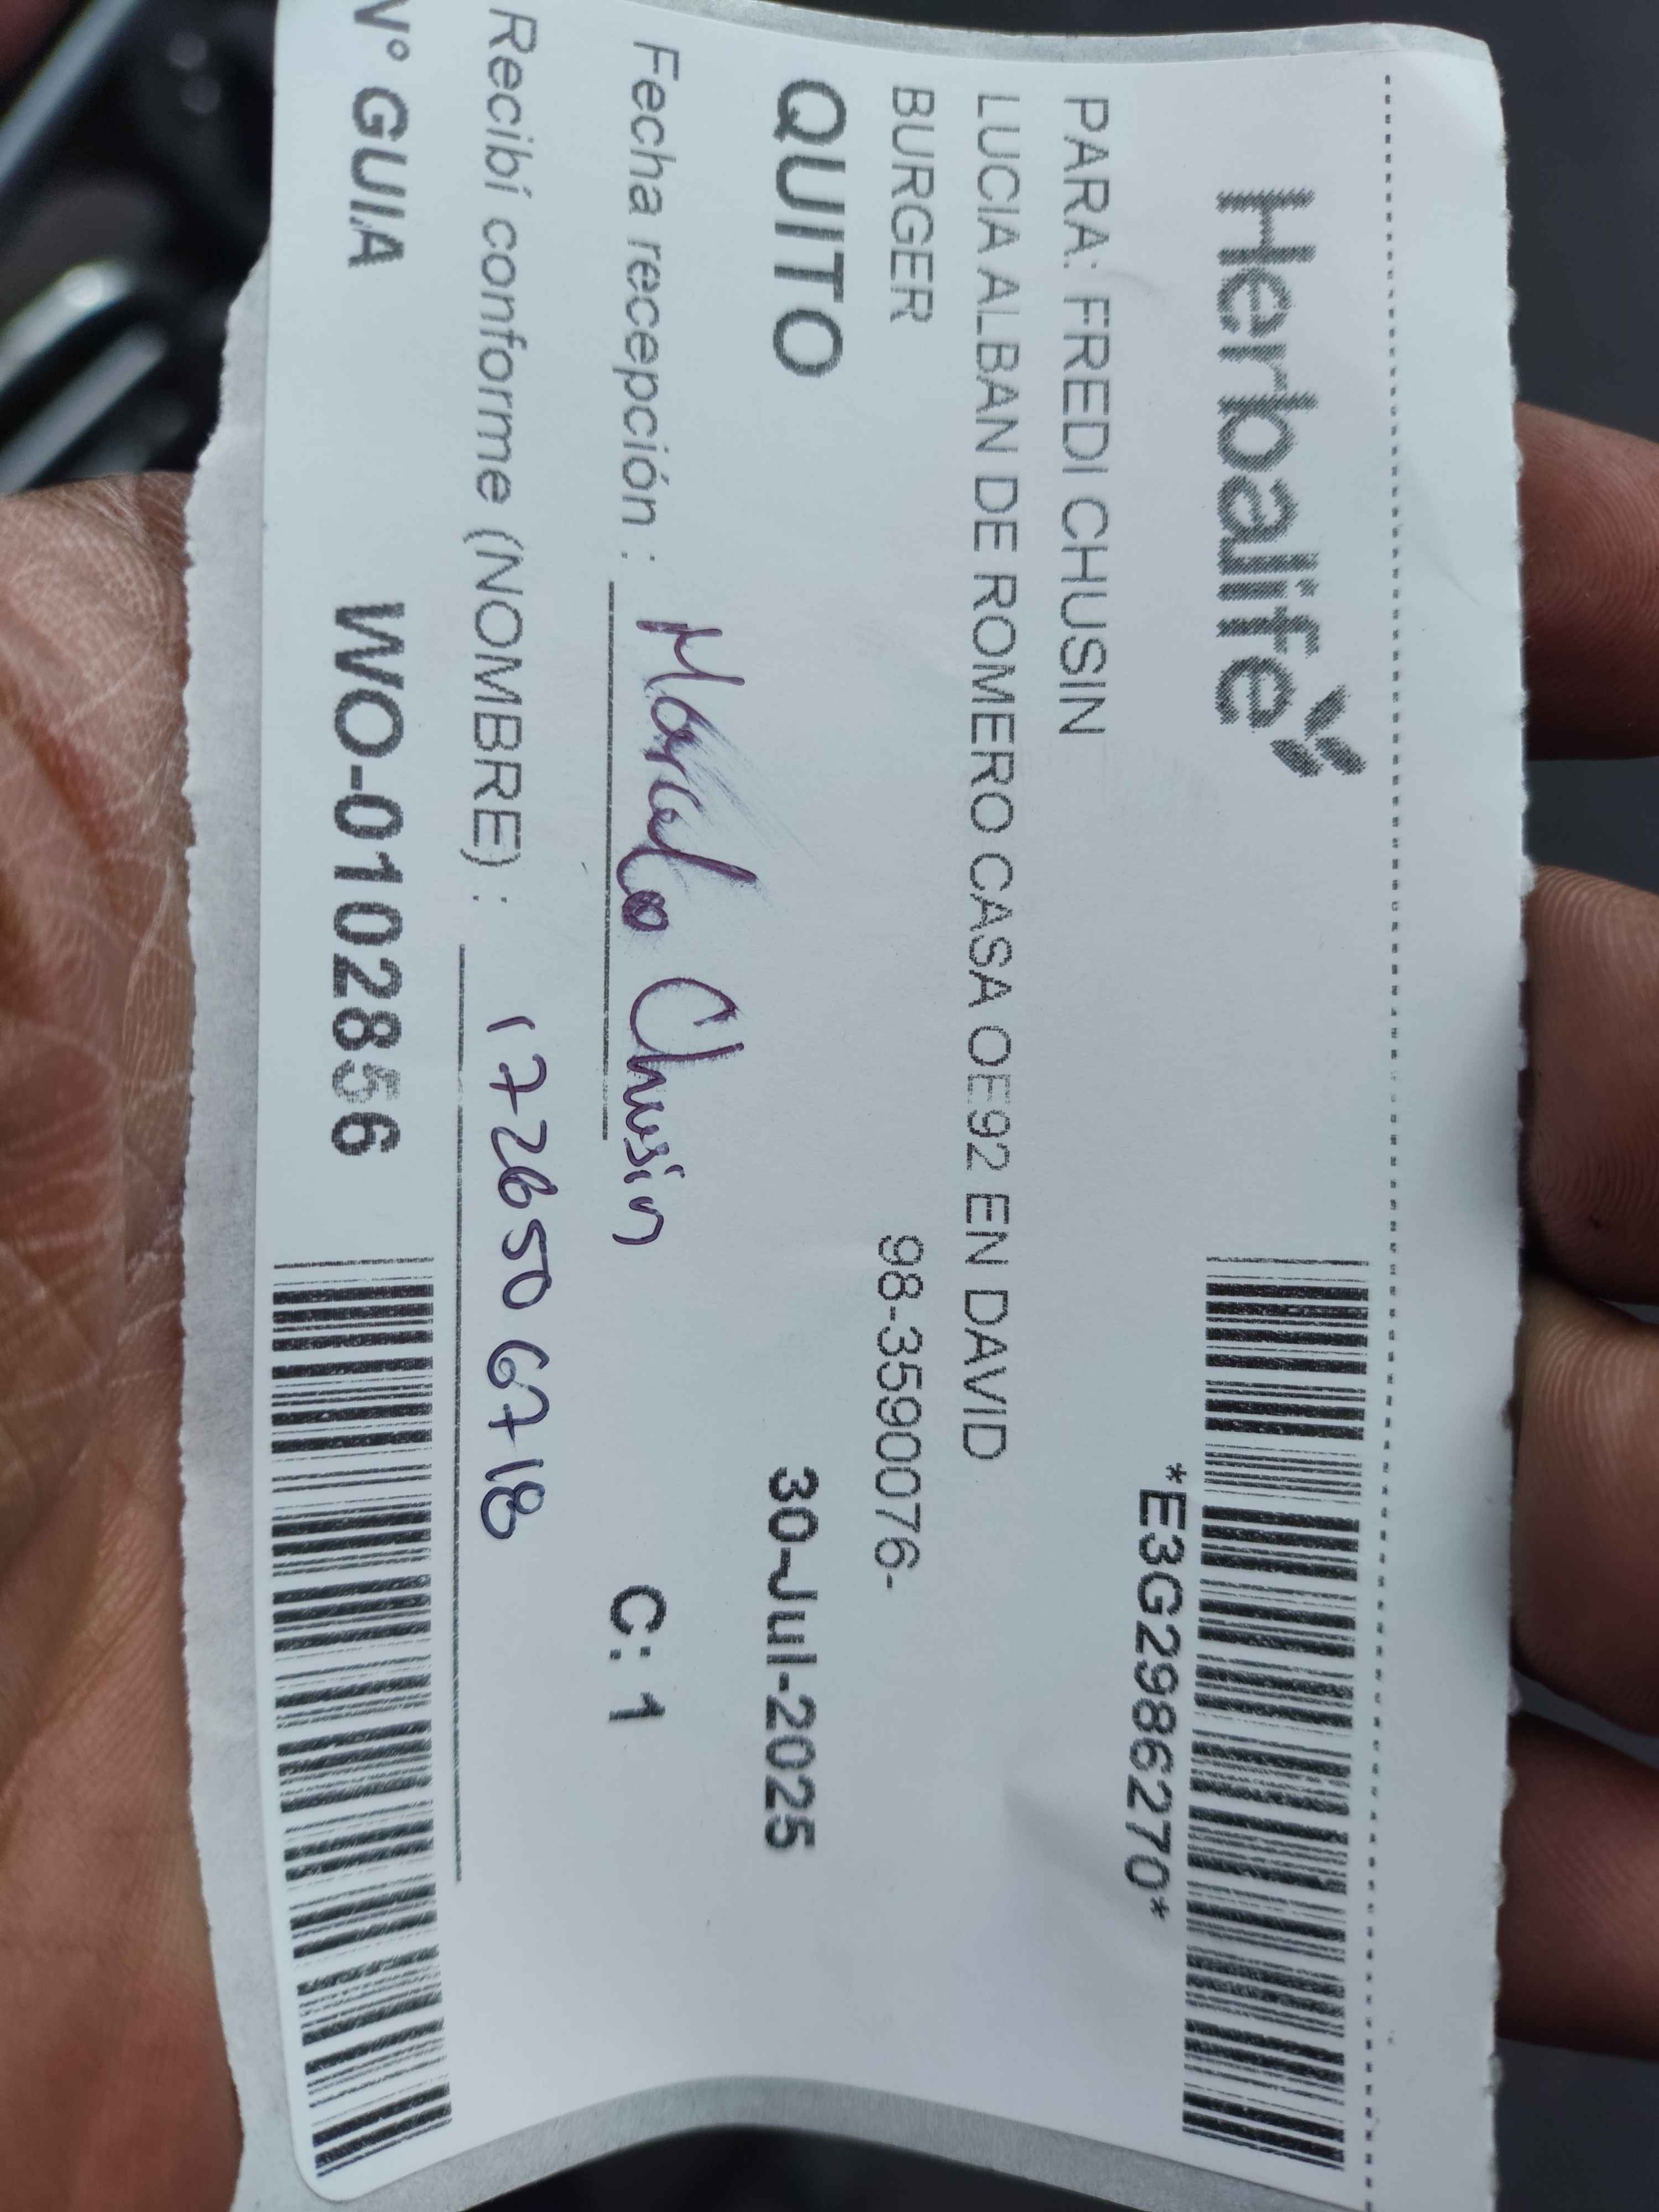 Herbalife
*E3G2986270*
PARA: FREDI CHUSIN
LUCIA ALBAN DE ROMERO CASA OE92 EN DAVID
BURGER 98-3590076-
QUITO 30-Jul-2025
Fecha recepción : Marcelo Chusin C: 1
Recibí conforme (NOMBRE) : 1726506718
N° GUIA WO-0102856